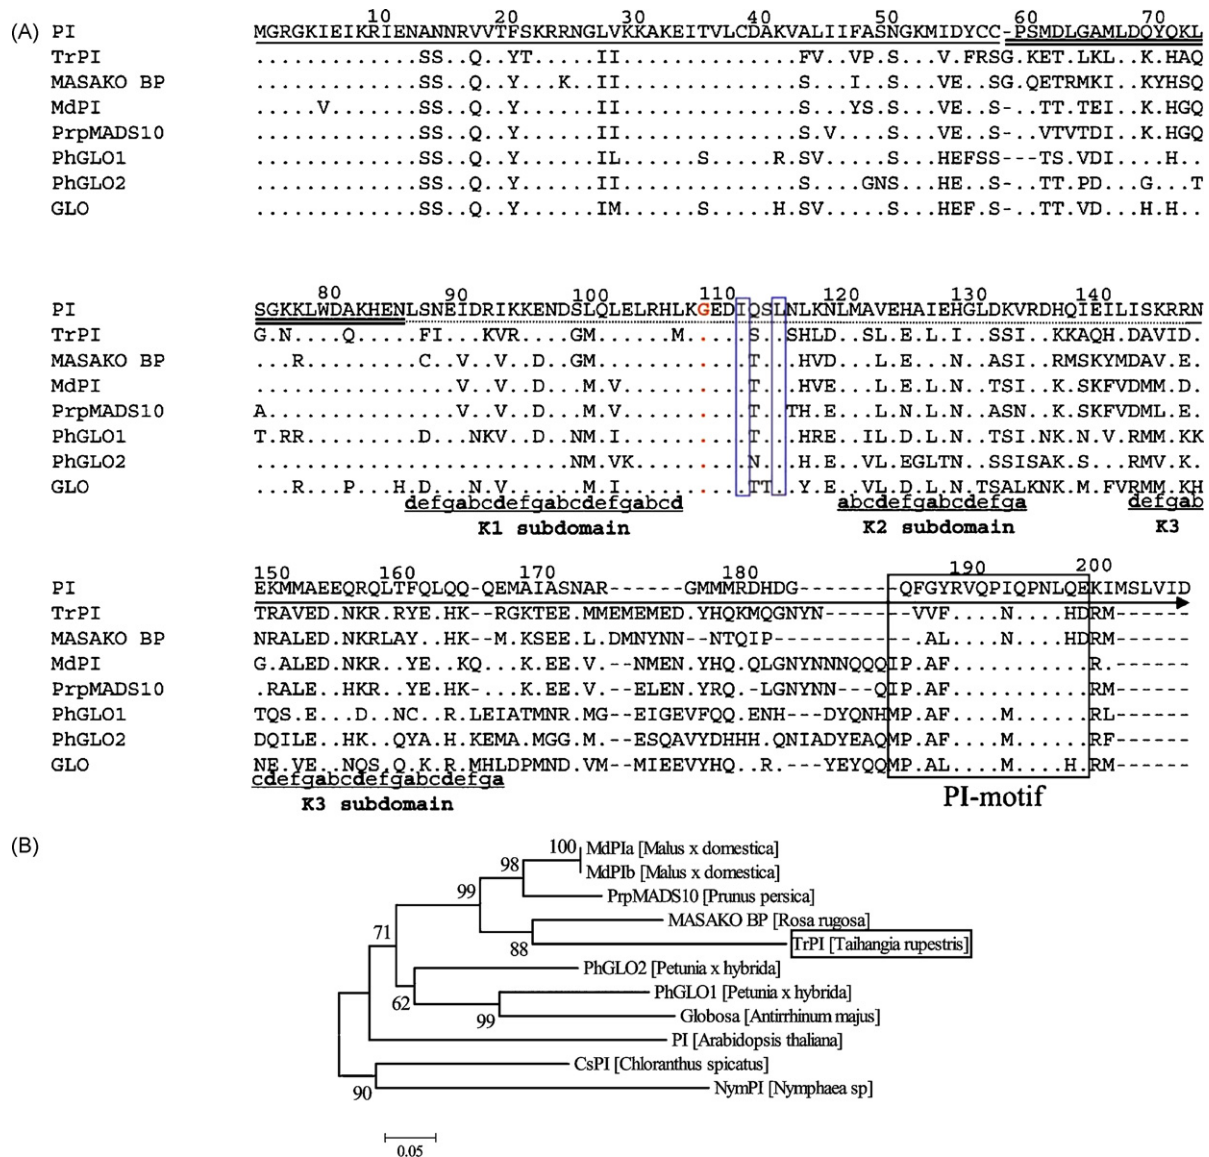 (A)
10 20 30 40 50 60 70
PI MGRGKIEIKRIENANNRVVTFSKRRNGLVKKAKEITVLCDAKVALIIFASNGKMIDYCC-PSMDLGAMLDQYQKL
TrPI .............SS..Q..YT.....II..............FV..VP.S...V.FRSG.KET.LKL..K.HAQ
MASAKO BP .............SS..Q..Y...K..II..............S...I..S...VE..SG.QETRMKI..KYHSQ
MdPI .....V.......SS..Q..Y......II..............S...YS.S...VE..S-..TT.TEI..K.HGQ
PrpMADS10 .............SS..Q..Y......II..............S.V....S...VE..S-..VTVTDI..K.HGQ
PhGLO1 .............SS..Q..Y......IL......S.....R.SV.....S...HEFSS---TS.VDI....H..
PhGLO2 .............SS..Q..Y......II..............S....GNS...HE..S-..TT.PD...G...T
GLO .............SS..Q..Y......IM......S.....H.SV.....S...HEF.S-..TT.VD...H.H..
80 90 100 110 120 130 140
PI SGKKLWDAKHENLSNEIDRIKKENDSLQLELRHLKGEDIQSLNLKNLMAVEHAIEHGLDKVRDHQIEILISKRRN
TrPI G.N....Q.....FI...KVR....GM.......M.....S..SHLD...SL.E.LI...SSI..KKAQH.DAVID.
MASAKO BP ...R.........C..V..V..D..GM.............T...HVD...L.E..I..N..SSI..RMSKYMDAVID.
MdPI ................V..V..D...M.V...........T...HVE...L.E..L..N..TSI..K.SKFVDMM.D.
PrpMADS10 A...............V..V..D...M.V...........T..TH.E...L.N..L..N..ASN..K.SKFVDML.E.
PhGLO1 T.RR.........D...NKV..D..NM.I...........T...HRE..IL.D.L..N..TSI.NK.N.V.RMM.KK
PhGLO2 .........................NM.VK..........N...H.E..VL.EGLTN..SSISAK.S...RMV.K.
GLO ...R...P...H.D...N.V......M.I...........TT..Y.E..VL.D.L.N.TSALKNK.M.FVRMM.KH
defgabcdefgabcdefgabcd abcdefgabcdefga defgab
K1 subdomain K2 subdomain K3
150 160 170 180 190 200
PI EKMMAEEQRQLTFQLQQ-QEMAIASNAR------GMMMRDHDG------QFGYRVQPIQPNLQEKIMSLVID
TrPI TRAVED.NKR.RYE.HK--RGKTEE.MMEMEMED.YHQKMQGNYN------.VVF....N....HDRM------
MASAKO BP NRALED.NKRLAY..HK--M.KSEE.L.DMNYNN--NTQIP---------.AL....N....HDRM------
MdPI G.ALED.NKR..YE..KQ...K.EE.V.--NMEN.YHQ.QLGNYNNNQQQIP.AF...........R.------
PrpMADS10 .RALE..HKR..YE.HK-...K.EE.V.--ELEN.YRQ.-LGNYNN---QIP.AF...........RM------
PhGLO1 TQS.E...D..NC..R.LEIATMNR.MG--EIGEVFQQ.ENH---DYQNHMP.AF....M......RL------
PhGLO2 DQILE..HK..QYA.H.KEMA.MGG.M.--ESQAVYDHHH.QNIADYEAQMP.AF....M......RF------
GLO NE.VE..NQS.Q..K.R.MHLDPMND.VM--MIEEVYHQ..R.---YEYQQMP.AL....M....H.RM------
cdefgabcdefgabcdefga
K3 subdomain PI-motif
(B)
100 MdPIa [Malus x domestica]
98 MdPIb [Malus x domestica]
99 PrpMADS10 [Prunus persica]
MASAKO BP [Rosa rugosa]
88 TrPI [Taihangia rupestris]
71
PhGLO2 [Petunia x hybrida]
62 PhGLO1 [Petunia x hybrida]
99 Globosa [Antirrhinum majus]
PI [Arabidopsis thaliana]
CsPI [Chloranthus spicatus]
90 NymPI [Nymphaea sp]
0.05